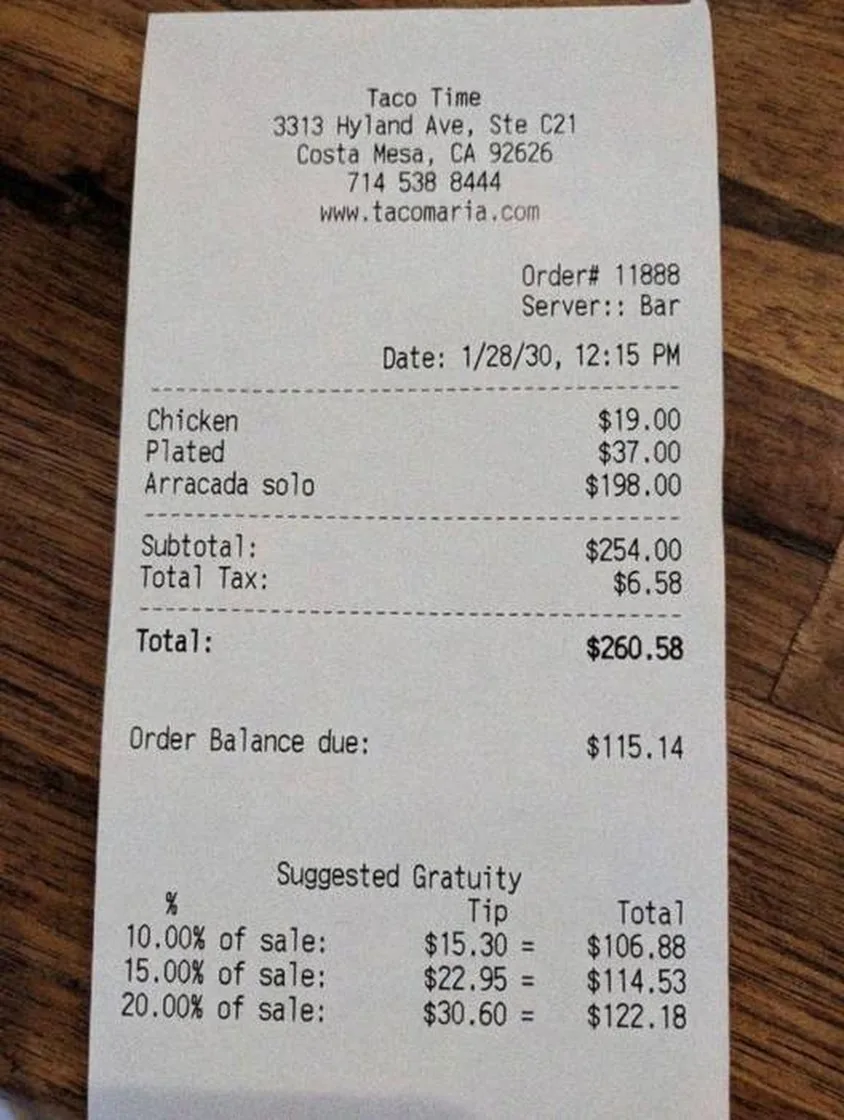 Taco Time
3313 Hyland Ave, Ste C21
Costa Mesa, CA 92626
714 538 8444
www.tacomaria.com
Order# 11888
Server:: Bar
Date: 1/28/30, 12:15 PM
Chicken $19.00
Plated $37.00
Arracada solo $198.00
Subtotal: $254.00
Total Tax: $6.58
Total: $260.58
Order Balance due: $115.14
Suggested Gratuity
% Tip Total
10.00% of sale: $15.30 = $106.88
15.00% of sale: $22.95 = $114.53
20.00% of sale: $30.60 = $122.18